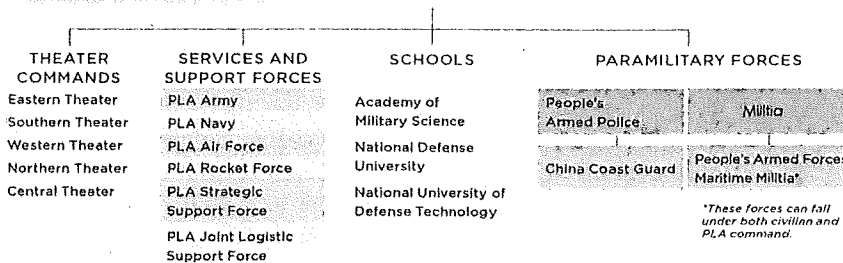 THEATER
COMMANDS
Eastern Theater
Southern Theater
Western Theater
Northern Theater
Central Theater
SERVICES AND
SUPPORT FORCES
PLA Army
PLA Navy
PLA Air Force
PLA Rocket Force
PLA Strategic
Support Force
PLA Joint Logistic
Support Force
SCHOOLS
Academy of
Military Science
National Defense
University
National University of
Defense Technology
PARAMILITARY FORCES
People's
Armed Police
Militia
China Coast Guard
People's Armed Forces
Maritime Militia*
*These forces can fall
under both civilian and
PLA command.